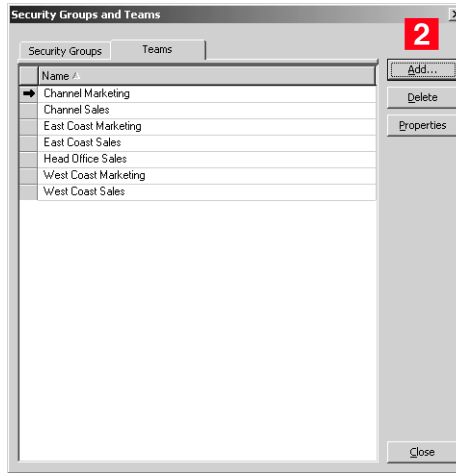 Security Groups and Teams
2
Security Groups
Teams
Add...
Name
Delete
Channel Marketing
Channel Sales
Properties
East Coast Marketing
East Coast Sales
Head Office Sales
West Coast Marketing
West Coast Sales
Close